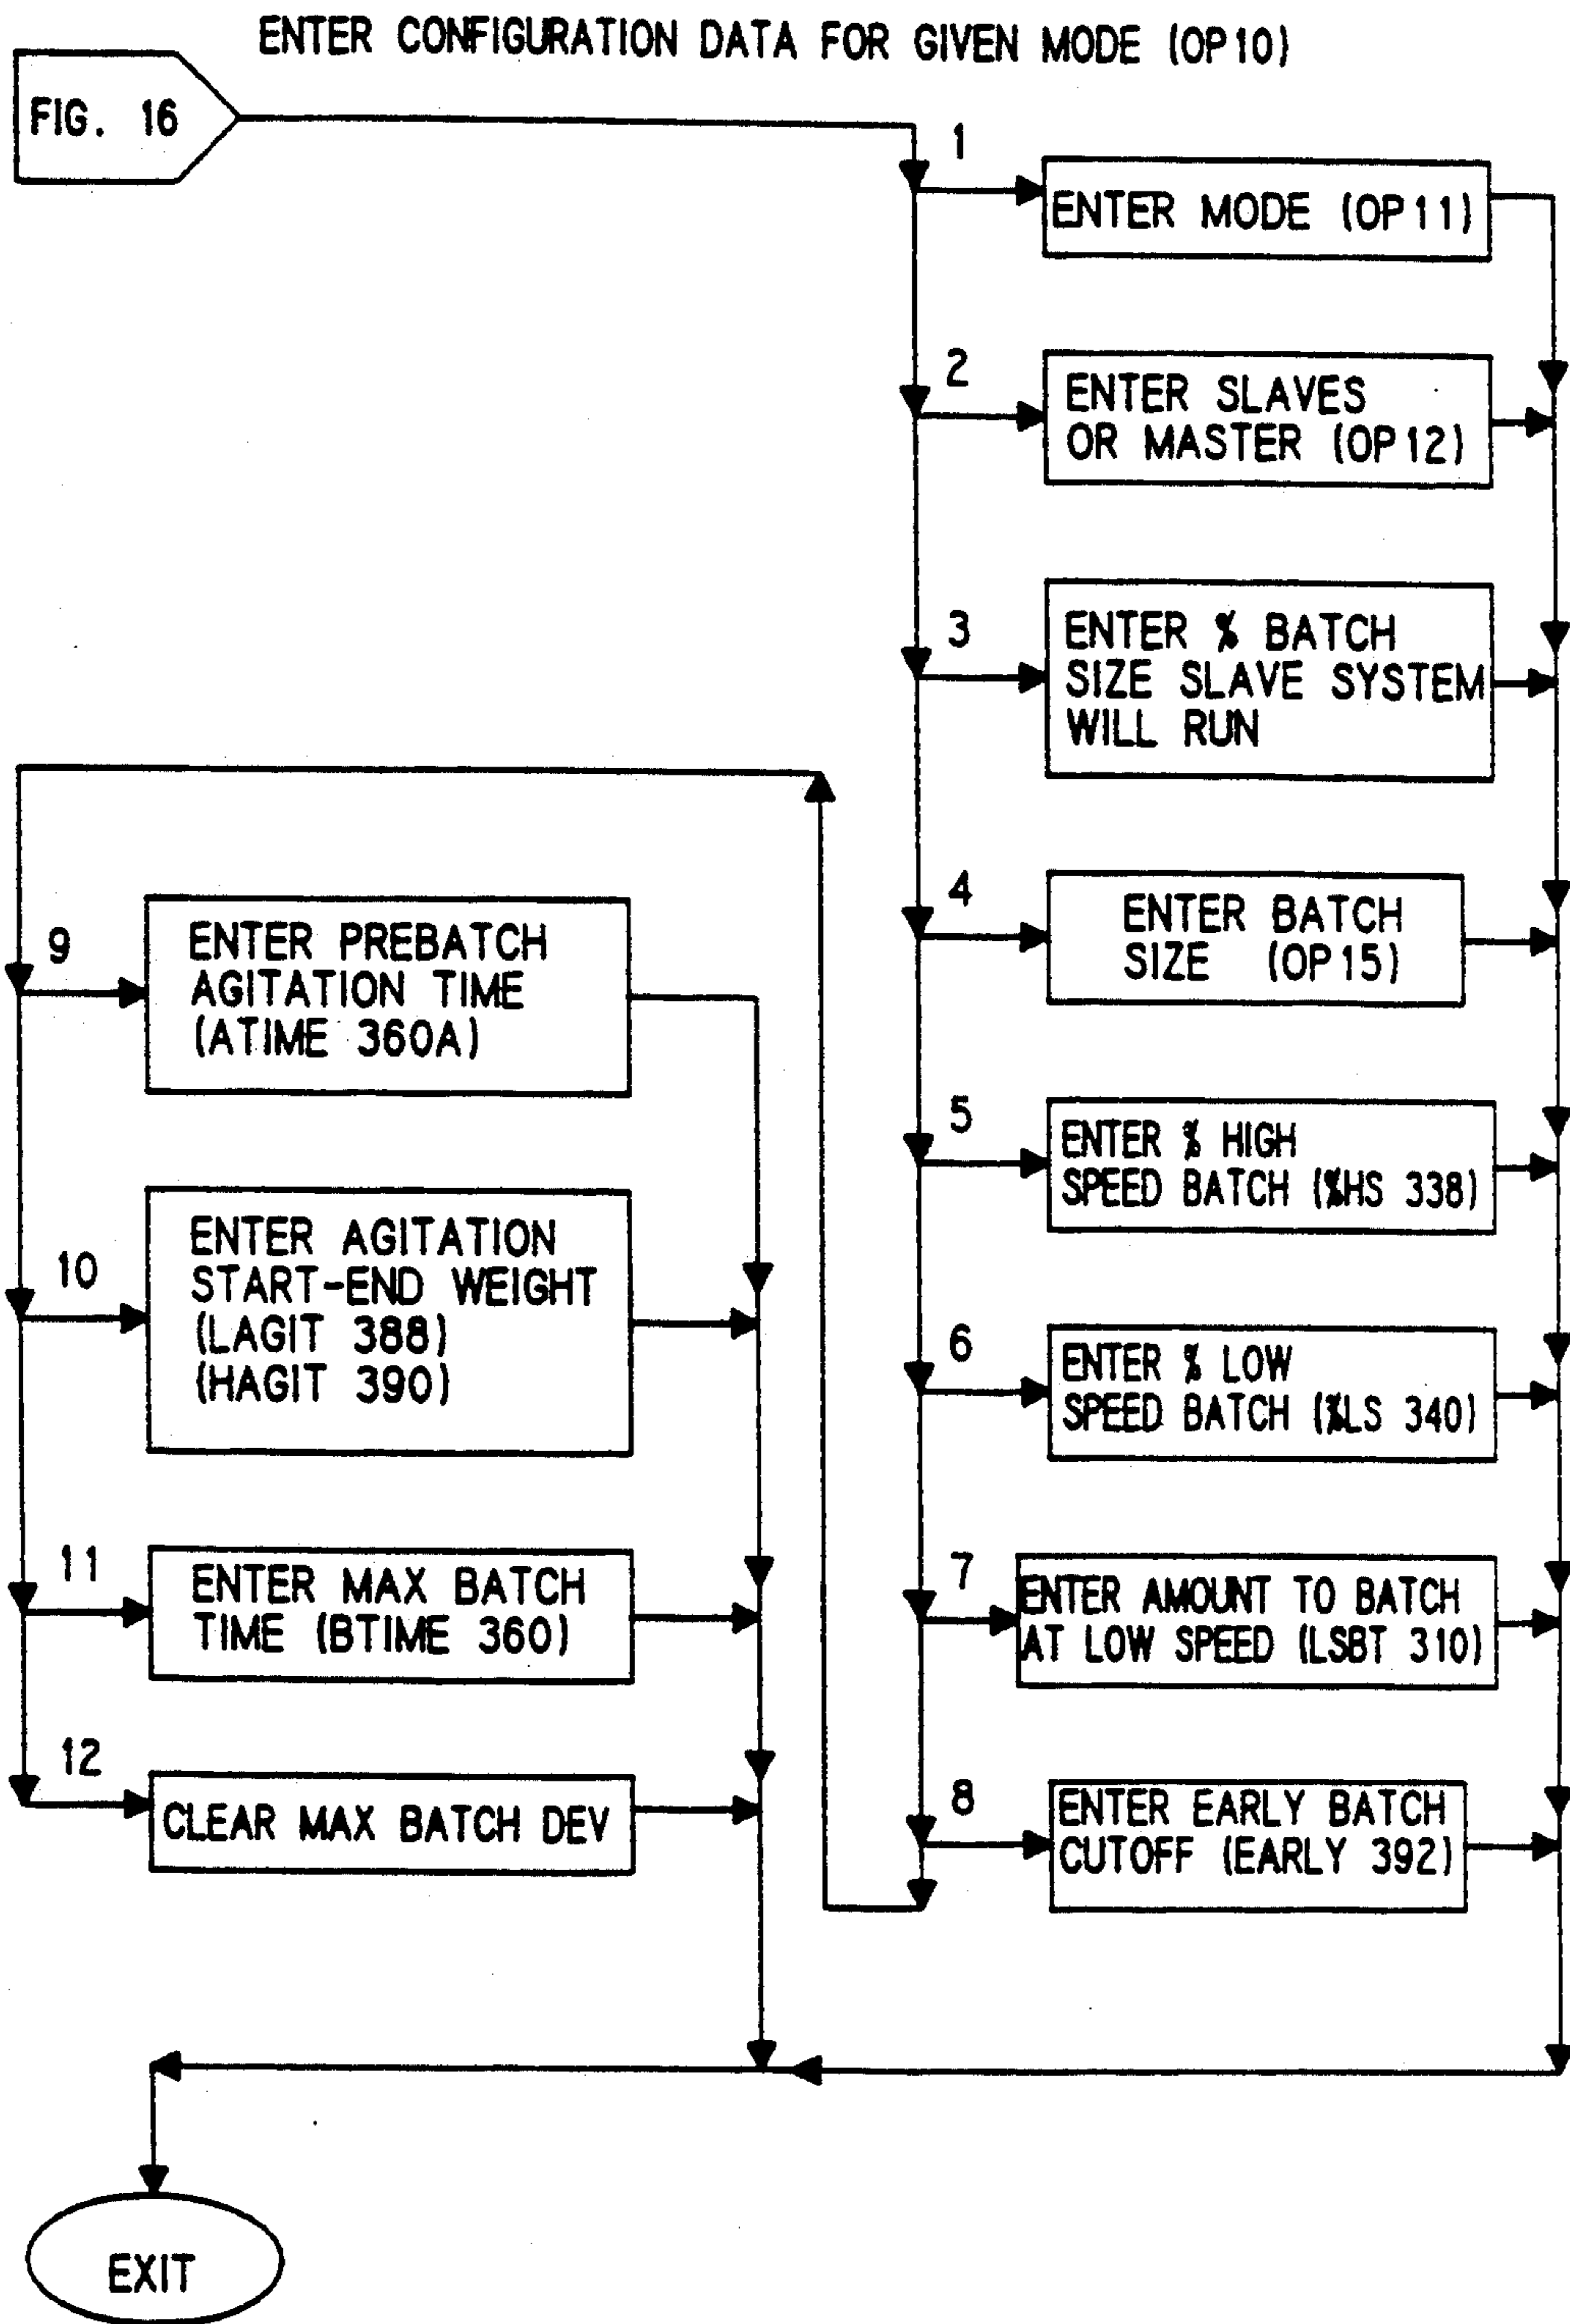 ENTER CONFIGURATION DATA FOR GIVEN MODE (OP10)
FIG. 16
1
ENTER MODE (OP11)
2
ENTER SLAVES
OR MASTER (OP12)
3
ENTER % BATCH
SIZE SLAVE SYSTEM
WILL RUN
4
ENTER BATCH
SIZE (OP15)
5
ENTER % HIGH
SPEED BATCH (%HS 338)
6
ENTER % LOW
SPEED BATCH (%LS 340)
7
ENTER AMOUNT TO BATCH
AT LOW SPEED (LSBT 310)
8
ENTER EARLY BATCH
CUTOFF (EARLY 392)
9
ENTER PREBATCH
AGITATION TIME
(ATIME 360A)
10
ENTER AGITATION
START-END WEIGHT
(LAGIT 388)
(HAGIT 390)
11
ENTER MAX BATCH
TIME (BTIME 360)
12
CLEAR MAX BATCH DEV
EXIT